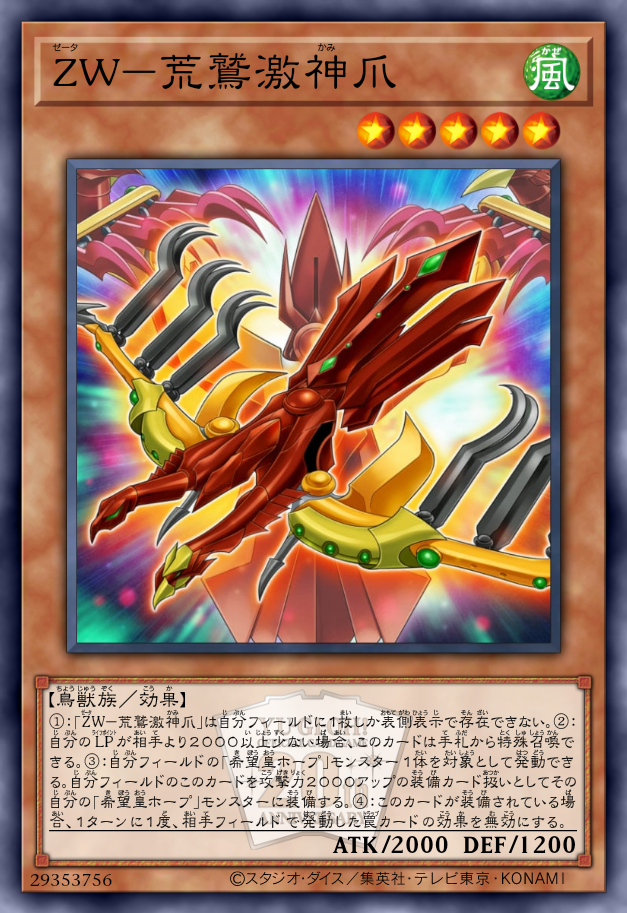 ゼータ かみ
ZW－荒鷲激神爪
かぜ
風
【鳥獣族／効果】
①：「ZW－荒鷲激神爪」は自分フィールドに1枚しか表側表示で存在できない。②：
自分のLPが相手より2000以上少ない場合、このカードは手札から特殊召喚で
きる。③：自分フィールドの「希望皇ホープ」モンスター1体を対象として発動でき
る。自分フィールドのこのカードを攻撃力2000アップの装備カード扱いとしてその
自分の「希望皇ホープ」モンスターに装備する。④：このカードが装備されている場
合、1ターンに1度、相手フィールドで発動した罠カードの効果を無効にする。
ATK/2000 DEF/1200
29353756 ©スタジオ・ダイス／集英社・テレビ東京・KONAMI